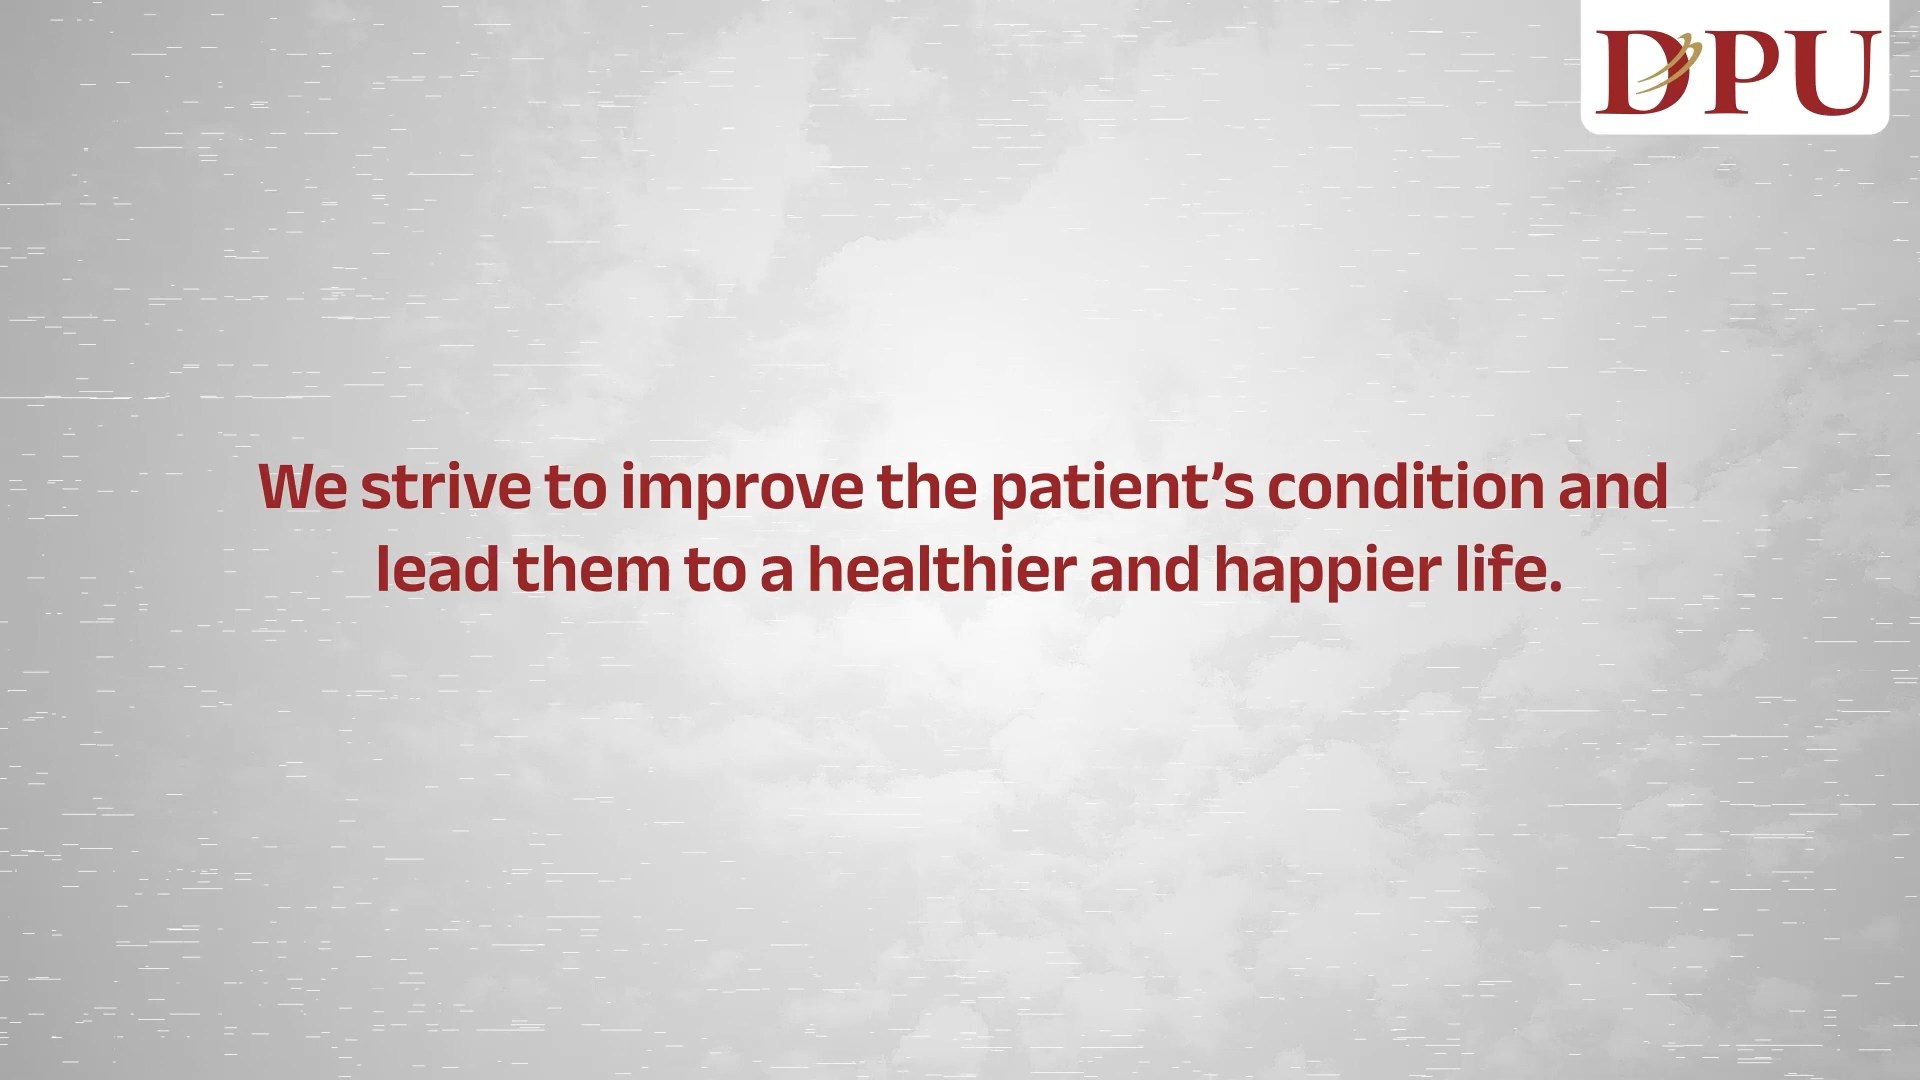 DPU
We strive to improve the patient’s condition and
lead them to a healthier and happier life.